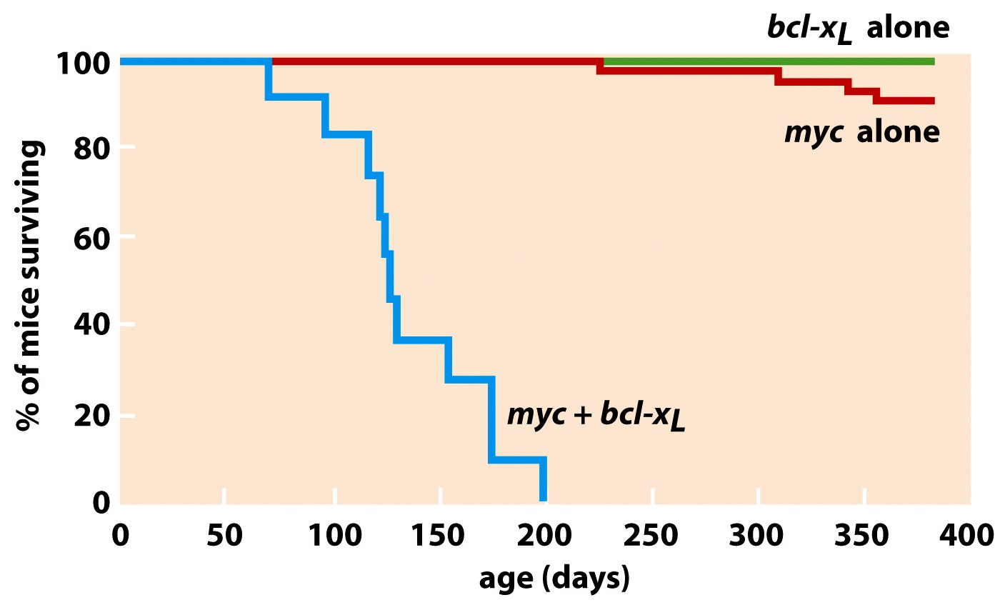 bcl-xL alone
100
myc alone
80
% of mice surviving
60
40
myc + bcl-xL
20
0
0 50 100 150 200 250 300 350 400
age (days)